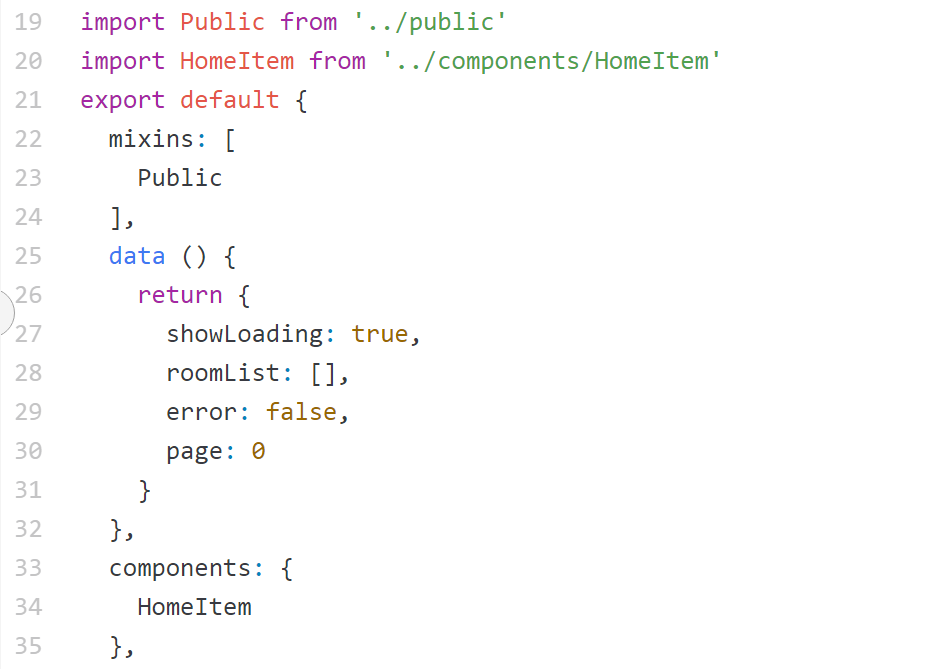 19 import Public from '../public'
20 import HomeItem from '../components/HomeItem'
21 export default {
22   mixins: [
23     Public
24   ],
25   data () {
26     return {
27       showLoading: true,
28       roomList: [],
29       error: false,
30       page: 0
31     }
32   },
33   components: {
34     HomeItem
35   },